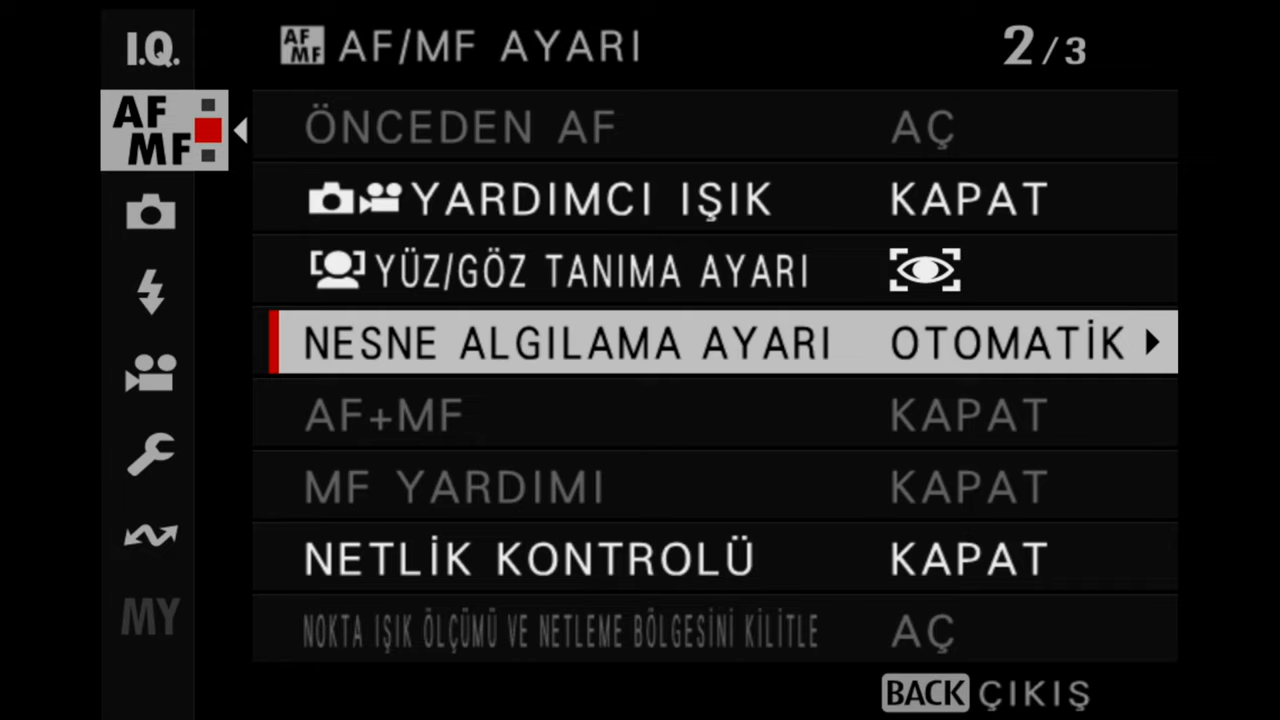 I.Q. AF MF AF/MF AYARI 2/3
AF MF
ÖNCEDEN AF AÇ
YARDIMCI IŞIK KAPAT
YÜZ/GÖZ TANIMA AYARI
NESNE ALGILAMA AYARI OTOMATİK
AF+MF KAPAT
MF YARDIMI KAPAT
NETLİK KONTROLÜ KAPAT
MY
NOKTA IŞIK ÖLÇÜMÜ VE NETLEME BÖLGESİNİ KİLİTLE AÇ
BACK ÇIKIŞ